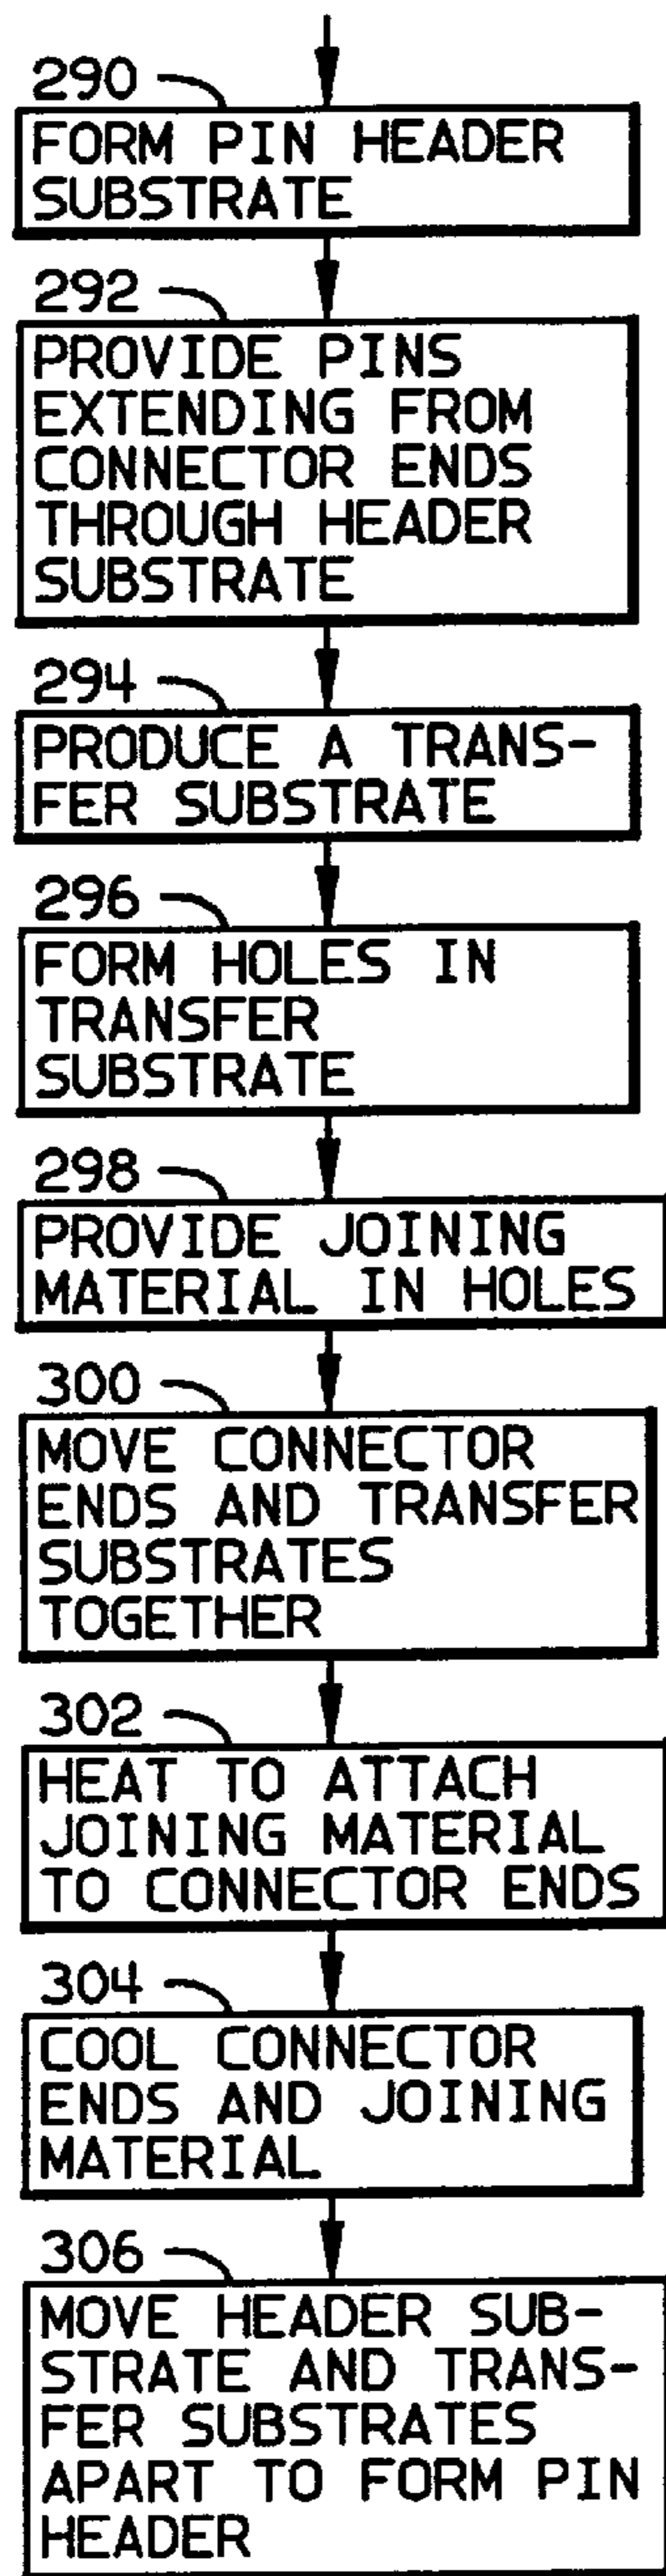 290
FORM PIN HEADER
SUBSTRATE
292
PROVIDE PINS
EXTENDING FROM
CONNECTOR ENDS
THROUGH HEADER
SUBSTRATE
294
PRODUCE A TRANS-
FER SUBSTRATE
296
FORM HOLES IN
TRANSFER
SUBSTRATE
298
PROVIDE JOINING
MATERIAL IN HOLES
300
MOVE CONNECTOR
ENDS AND TRANSFER
SUBSTRATES
TOGETHER
302
HEAT TO ATTACH
JOINING MATERIAL
TO CONNECTOR ENDS
304
COOL CONNECTOR
ENDS AND JOINING
MATERIAL
306
MOVE HEADER SUB-
STRATE AND TRANS-
FER SUBSTRATES
APART TO FORM PIN
HEADER